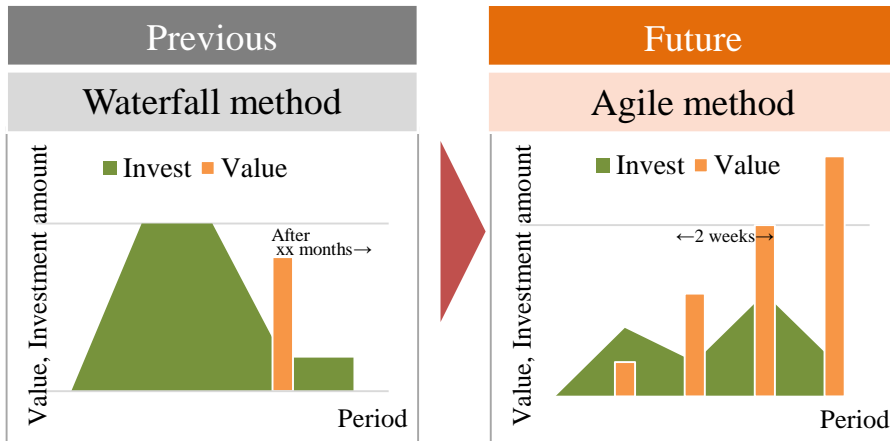 Previous
Waterfall method
Value, Investment amount
Invest Value
After
xx months→
Period
Future
Agile method
Value, Investment amount
Invest Value
←2 weeks→
Period